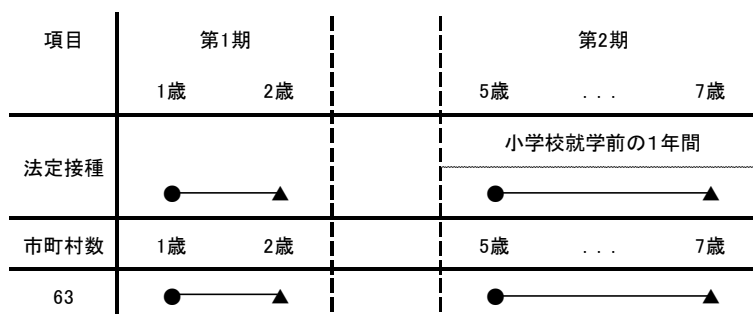 項目 第1期 第2期
1歳 2歳 5歳 ... 7歳
小学校就学前の1年間
法定接種
市町村数 1歳 2歳 5歳 ... 7歳
63